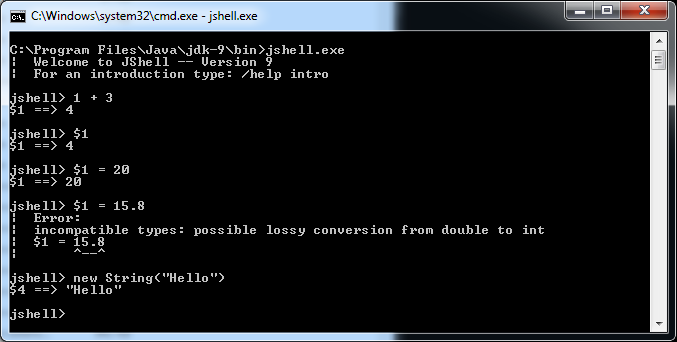 C:\Windows\system32\cmd.exe - jshell.exe
C:\Program Files\Java\jdk-9\bin>jshell.exe
|  Welcome to JShell -- Version 9
|  For an introduction type: /help intro
jshell> 1 + 3
$1 ==> 4
jshell> $1
$1 ==> 4
jshell> $1 = 20
$1 ==> 20
jshell> $1 = 15.8
|  Error:
|  incompatible types: possible lossy conversion from double to int
|  $1 = 15.8
|       ^--^
jshell> new String("Hello")
$4 ==> "Hello"
jshell>